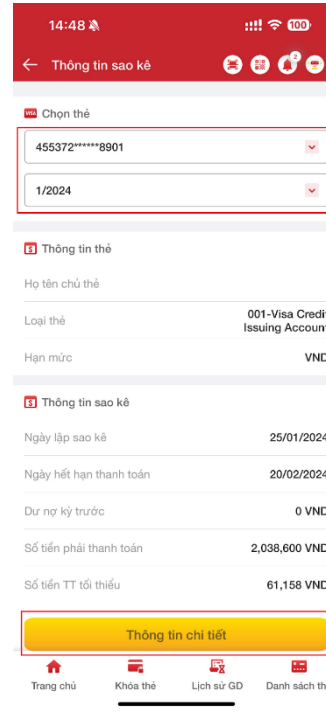 14:48
100
Thông tin sao kê
2
VISA Chọn thẻ
455372******8901
1/2024
$ Thông tin thẻ
Họ tên chủ thẻ
Loại thẻ 001-Visa Credit
Issuing Account
Hạn mức VND
$ Thông tin sao kê
Ngày lập sao kê 25/01/2024
Ngày hết hạn thanh toán 20/02/2024
Dư nợ kỳ trước 0 VND
Số tiền phải thanh toán 2,038,600 VND
Số tiền TT tối thiểu 61,158 VND
Thông tin chi tiết
Trang chủ Khóa thẻ Lịch sử GD Danh sách th